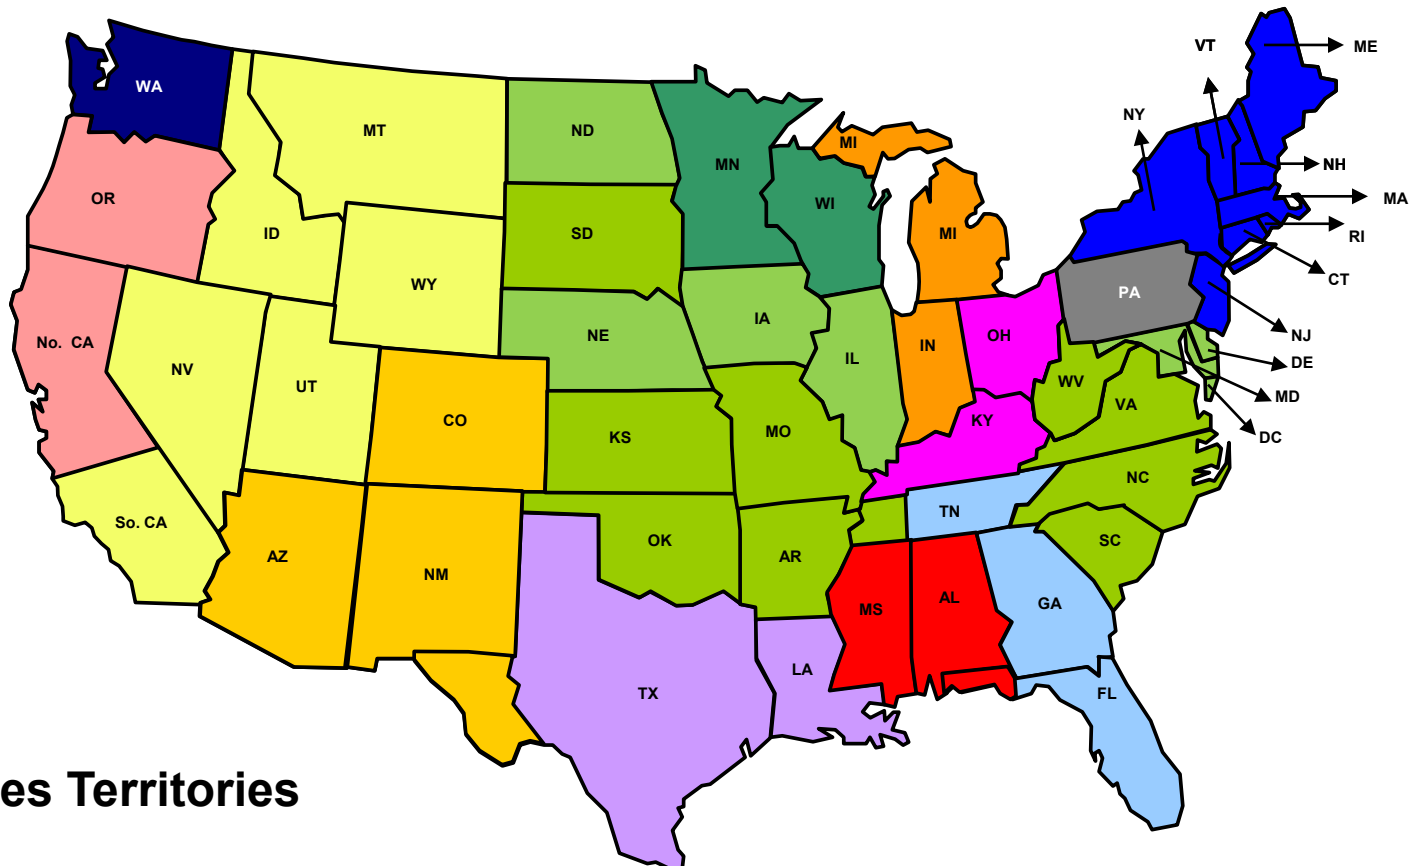 VT
ME
WA
NY
MT
ND
MI
MN
NH
OR
WI
MA
ID
SD
MI
RI
WY
CT
PA
No. CA
IA
NE
OH
NJ
IN
IL
DE
NV
UT
WV
MD
VA
CO
KY
KS
MO
DC
NC
TN
So. CA
OK
SC
AZ
AR
NM
AL
GA
MS
LA
TX
FL
es Territories